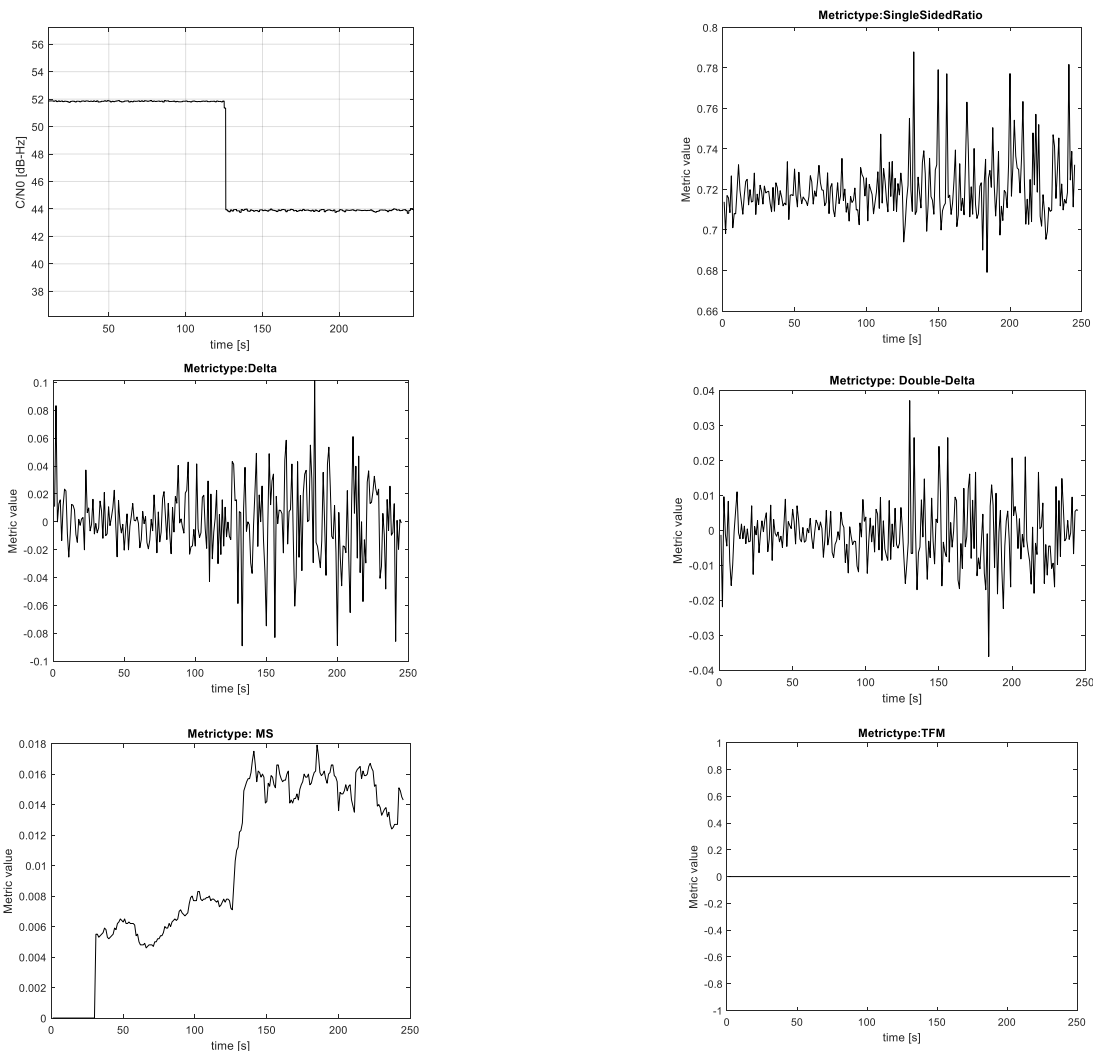 56
54
52
50
48
46
44
42
40
38
C/N0 [dB-Hz]
50 100 150 200
time [s]
Metrictype:SingleSidedRatio
0.8
0.78
0.76
0.74
0.72
0.7
0.68
0.66
Metric value
0 50 100 150 200 250
time [s]
Metrictype:Delta
0.1
0.08
0.06
0.04
0.02
0
-0.02
-0.04
-0.06
-0.08
-0.1
Metric value
0 50 100 150 200 250
time [s]
Metrictype: Double-Delta
0.04
0.03
0.02
0.01
0
-0.01
-0.02
-0.03
-0.04
Metric value
0 50 100 150 200 250
time [s]
Metrictype: MS
0.018
0.016
0.014
0.012
0.01
0.008
0.006
0.004
0.002
0
Metric value
0 50 100 150 200 250
time [s]
Metrictype:TFM
1
0.8
0.6
0.4
0.2
0
-0.2
-0.4
-0.6
-0.8
-1
Metric value
0 50 100 150 200 250
time [s]